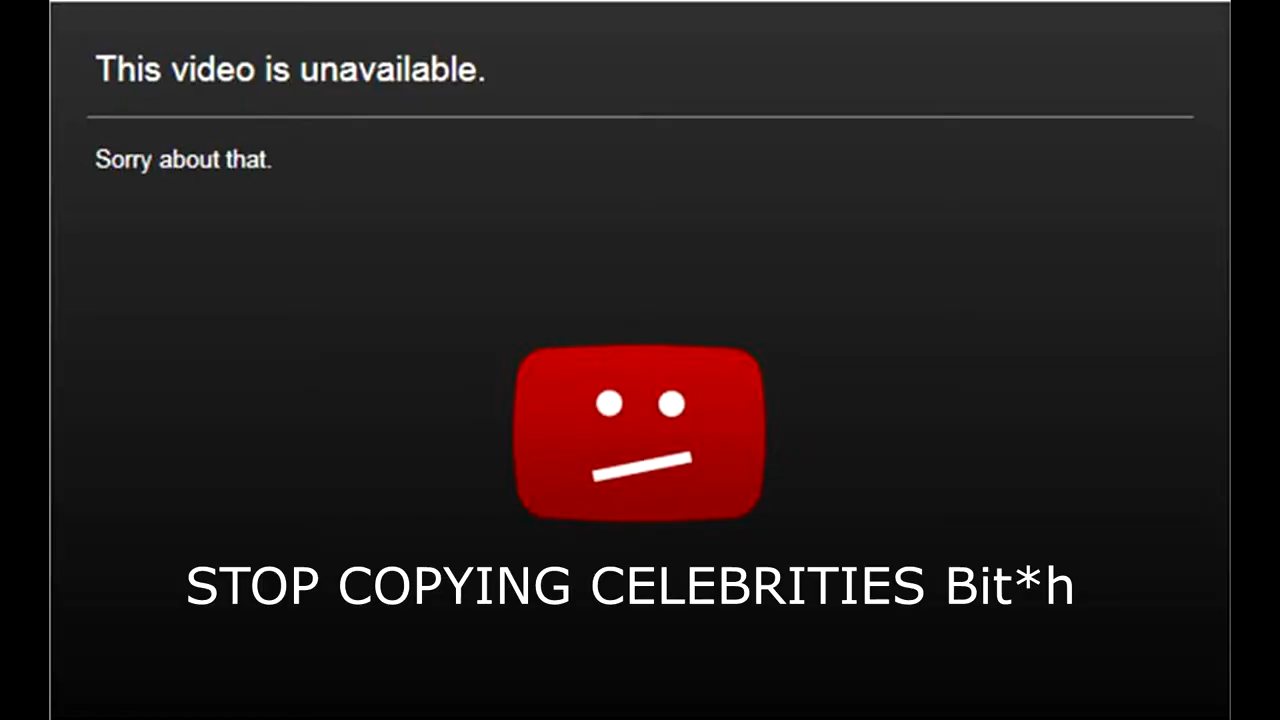 This video is unavailable.
Sorry about that.
STOP COPYING CELEBRITIES Bit*h